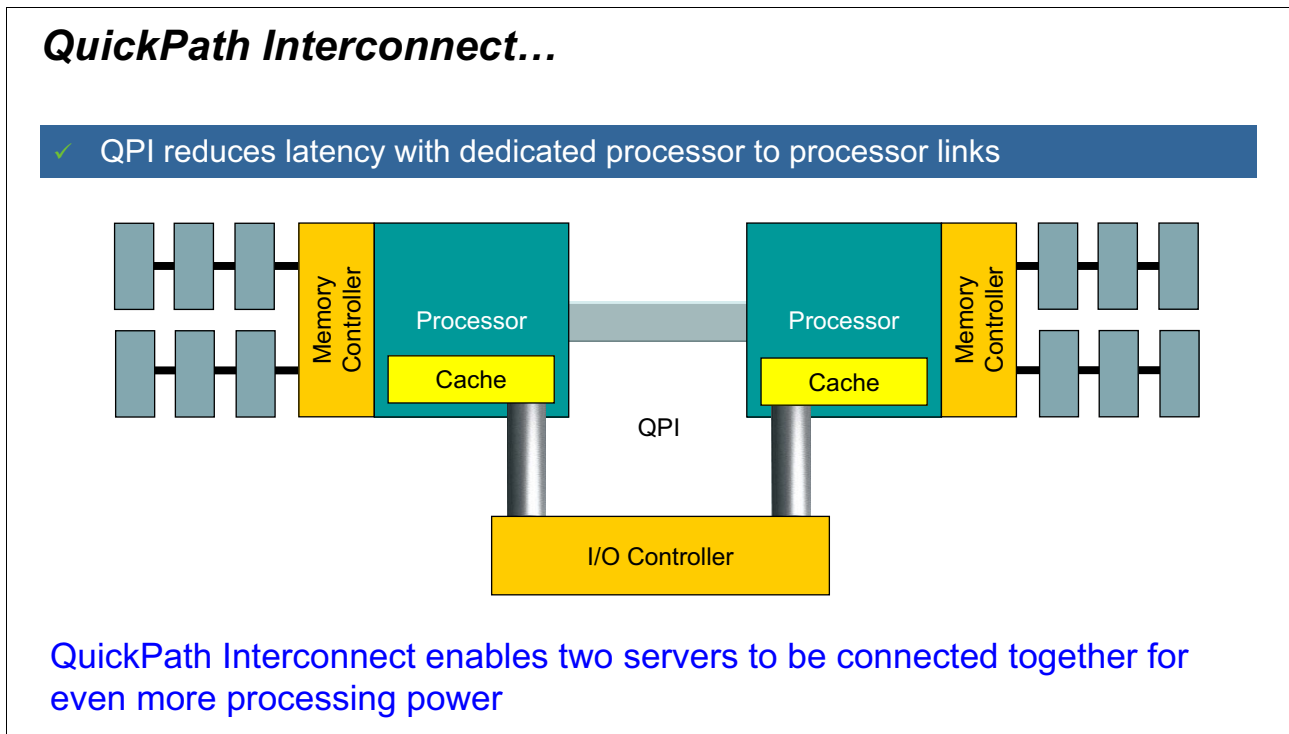 QuickPath Interconnect…
✓ QPI reduces latency with dedicated processor to processor links
Memory
Controller
Processor
Cache
Processor
Cache
Memory
Controller
QPI
I/O Controller
QuickPath Interconnect enables two servers to be connected together for
even more processing power